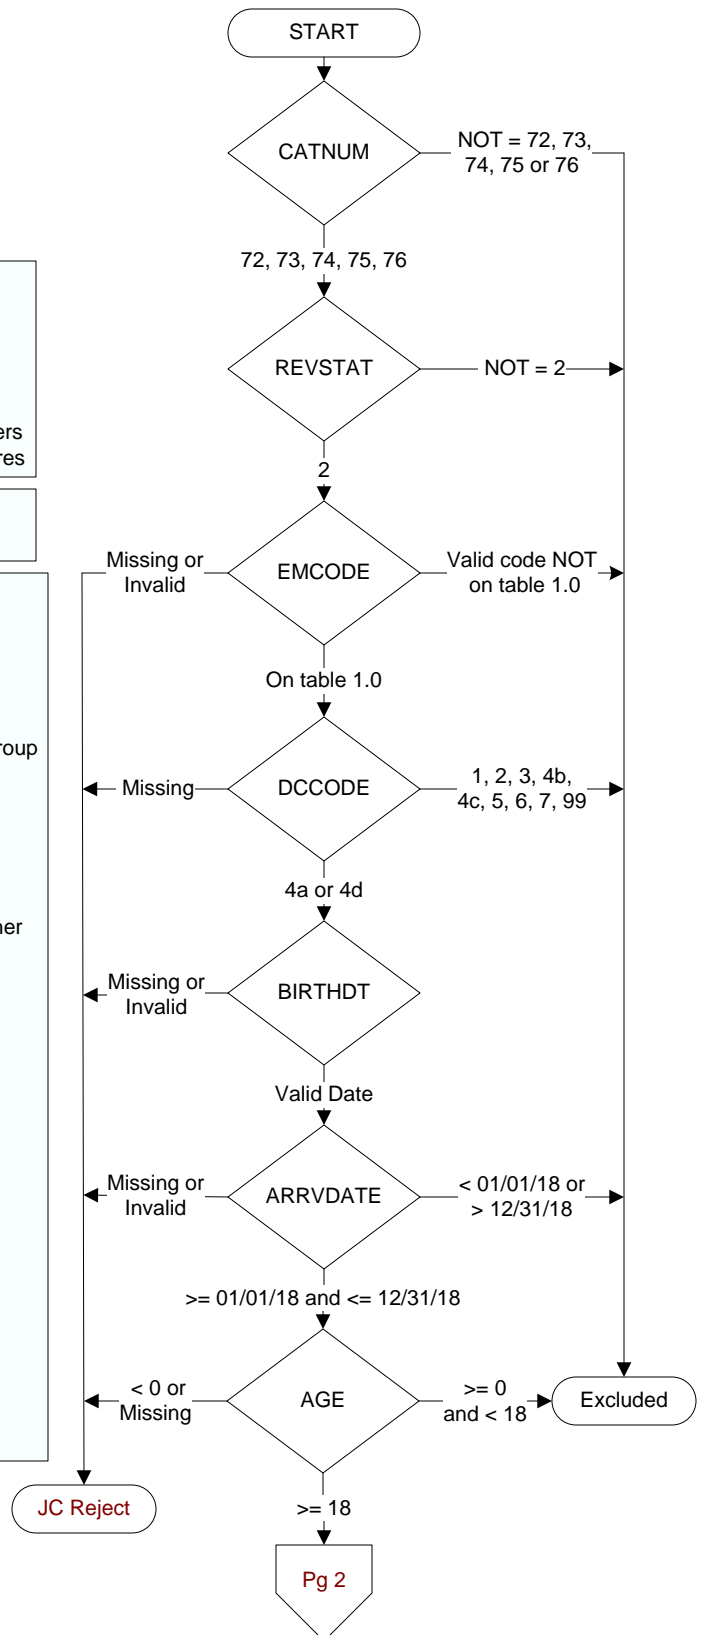 START
CATNUM
NOT = 72, 73,
74, 75 or 76
72, 73, 74, 75, 76
REVSTAT
NOT = 2
ers
res
2
Missing or
Invalid
EMCODE
Valid code NOT
on table 1.0
On table 1.0
roup
Missing
DCCODE
1, 2, 3, 4b,
4c, 5, 6, 7, 99
4a or 4d
ner
Missing or
Invalid
BIRTHDT
Valid Date
Missing or
Invalid
ARRVDATE
< 01/01/18 or
> 12/31/18
>= 01/01/18 and <= 12/31/18
< 0 or
Missing
AGE
>= 0
and < 18
Excluded
JC Reject
>= 18
Pg 2